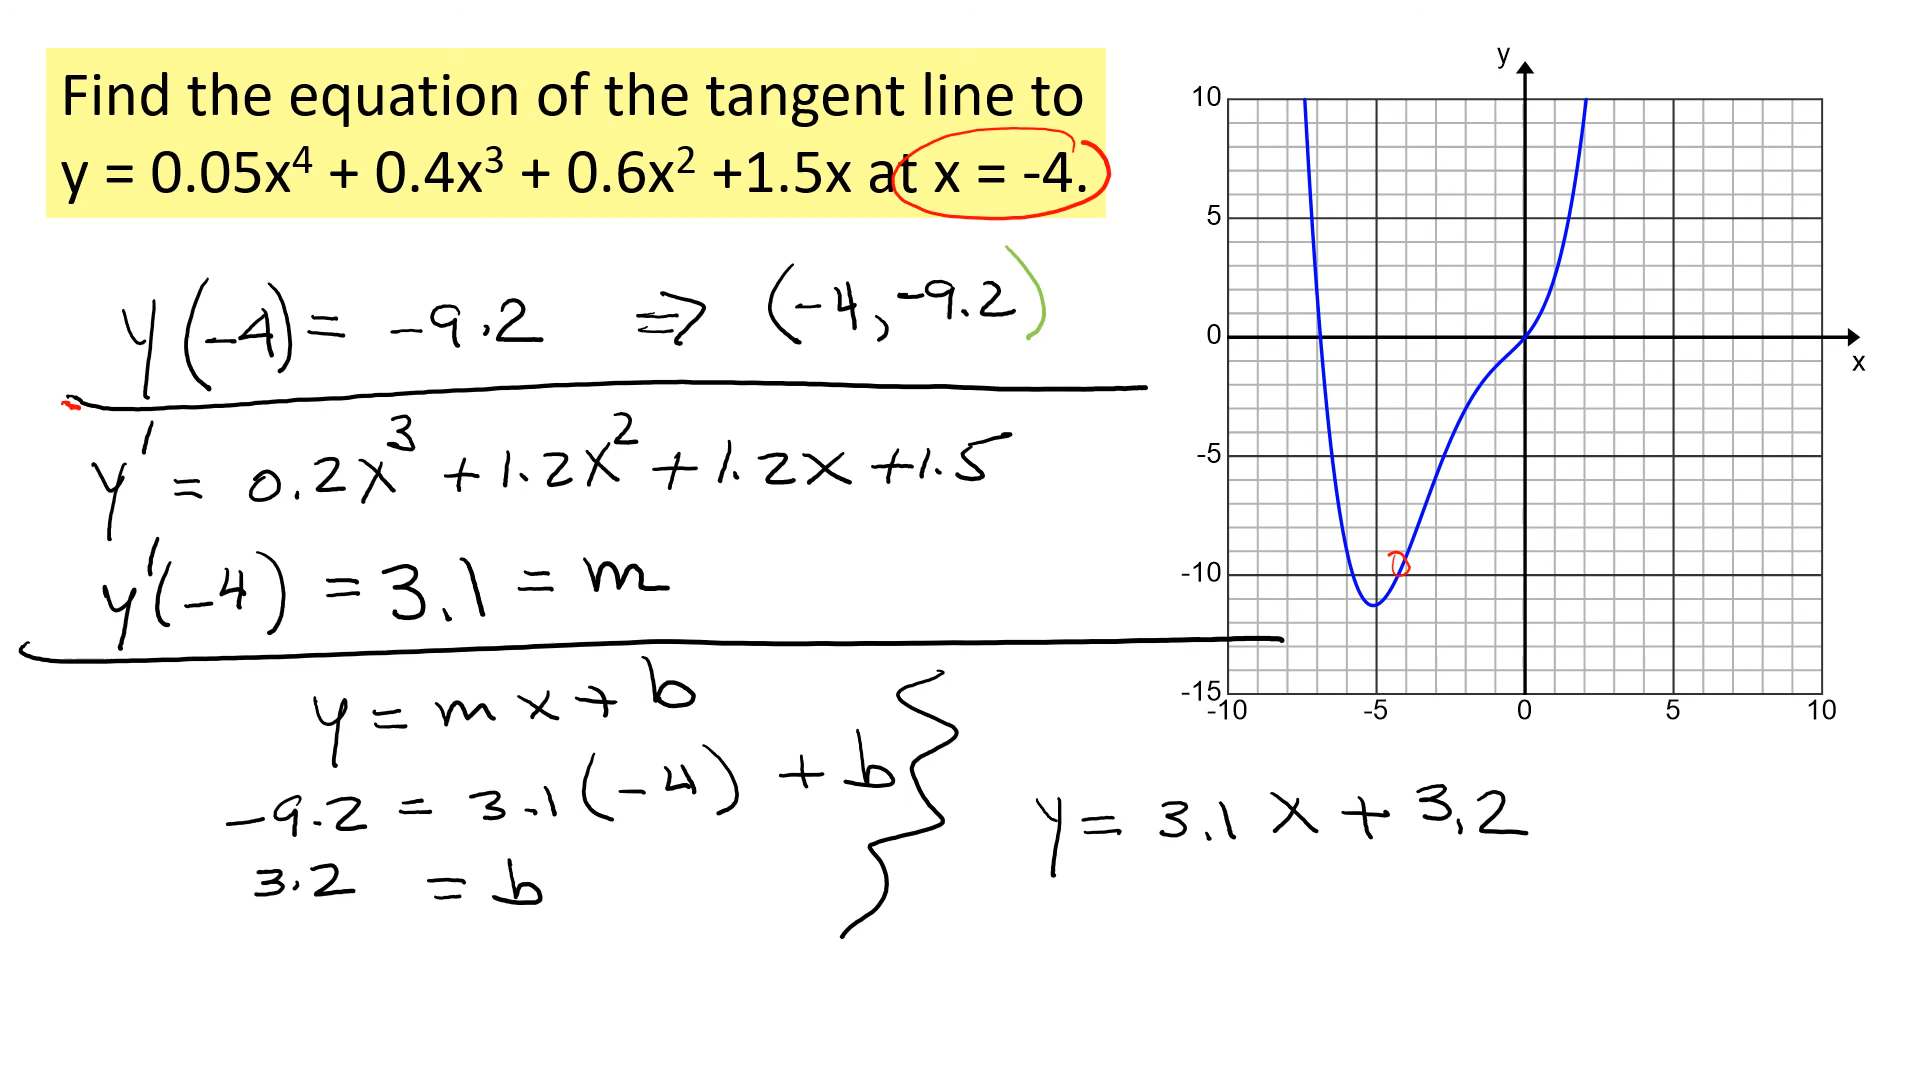 Find the equation of the tangent line to
y = 0.05x⁴ + 0.4x³ + 0.6x² +1.5x at x = -4.
y(-4) = -9.2 ⇒ (-4, -9.2)
y' = 0.2x³ + 1.2x² + 1.2x + 1.5
y'(-4) = 3.1 = m
y = mx + b
-9.2 = 3.1(-4) + b
3.2 = b
y = 3.1x + 3.2
y
10
5
0
-5
-10
-15
x
-10 -5 0 5 10